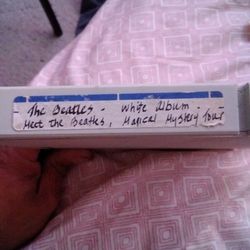 - The Beatles - White Album -
- Meet the Beatles, Magical Mystery Tour